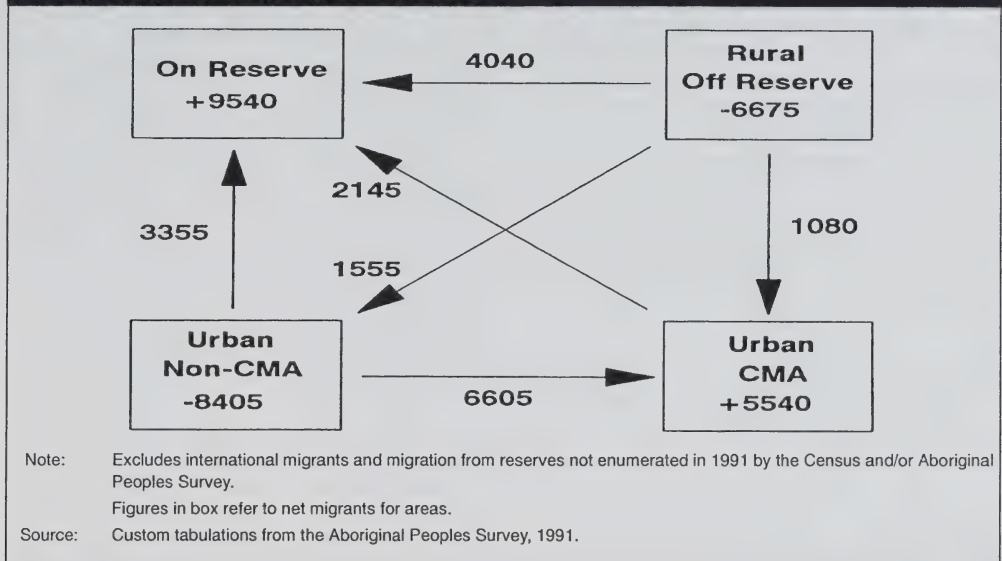 On Reserve
+9540
4040
Rural
Off Reserve
-6675
3355
2145
1555
1080
Urban
Non-CMA
-8405
6605
Urban
CMA
+5540
Note: Excludes international migrants and migration from reserves not enumerated in 1991 by the Census and/or Aboriginal
Peoples Survey.
Figures in box refer to net migrants for areas.
Source: Custom tabulations from the Aboriginal Peoples Survey, 1991.